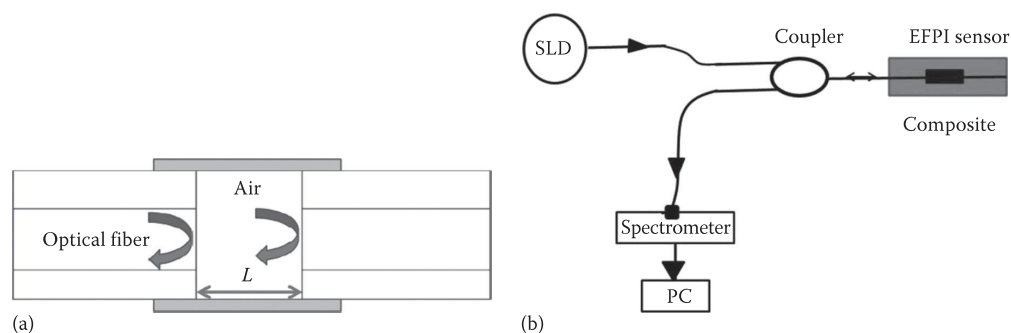 Air
Optical fiber
L
(a)
SLD
Coupler
EFPI sensor
Composite
Spectrometer
PC
(b)